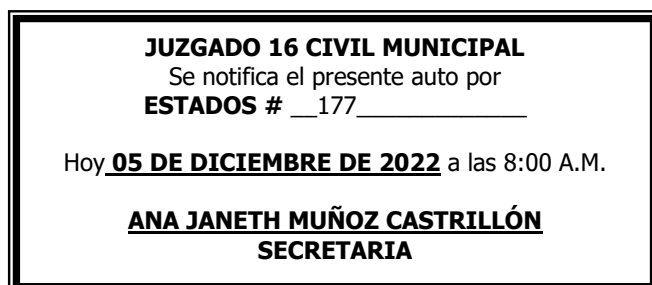 JUZGADO 16 CIVIL MUNICIPAL
Se notifica el presente auto por
ESTADOS # __177_____________
Hoy 05 DE DICIEMBRE DE 2022 a las 8:00 A.M.
ANA JANETH MUÑOZ CASTRILLÓN
SECRETARIA